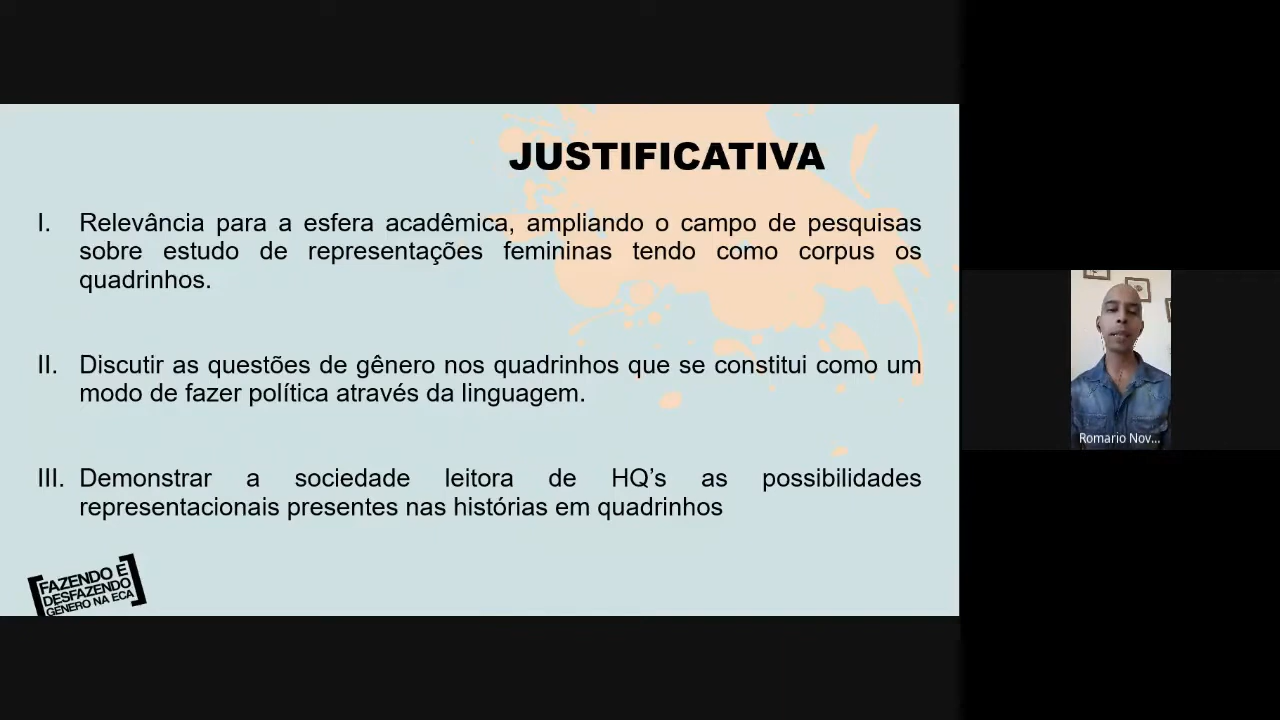 JUSTIFICATIVA
I. Relevância para a esfera acadêmica, ampliando o campo de pesquisas
sobre estudo de representações femininas tendo como corpus os
quadrinhos.
II. Discutir as questões de gênero nos quadrinhos que se constitui como um
modo de fazer política através da linguagem.
III. Demonstrar a sociedade leitora de HQ’s as possibilidades
representacionais presentes nas histórias em quadrinhos
Romario Nov...
[FAZENDO E
DESFAZENDO
GÊNERO NA ECA]